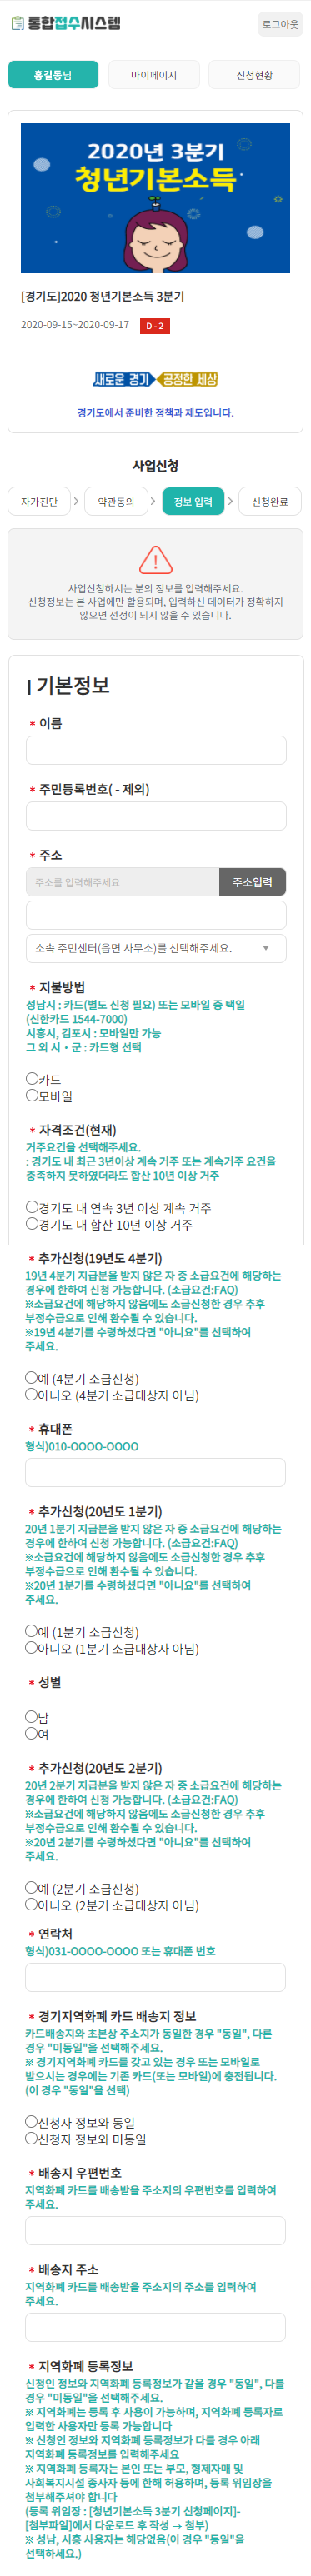 통합접수시스템
로그아웃
홍길동님
마이페이지
신청현황
2020년 3분기
청년기본소득
[경기도]2020 청년기본소득 3분기
2020-09-15~2020-09-17
D - 2
새로운 경기 공정한 세상
경기도에서 준비한 정책과 제도입니다.
사업신청
자가진단
약관동의
정보 입력
신청완료
사업신청하시는 분의 정보를 입력해주세요.
신청정보는 본 사업에만 활용되며, 입력하신 데이터가 정확하지
않으면 선정이 되지 않을 수 있습니다.
기본정보
* 이름
* 주민등록번호( - 제외)
* 주소
주소를 입력해주세요
주소입력
소속 주민센터(읍면 사무소)를 선택해주세요.
* 지불방법
성남시 : 카드(별도 신청 필요) 또는 모바일 중 택일
(신한카드 1544-7000)
시흥시, 김포시 : 모바일만 가능
그 외 시・군 : 카드형 선택
카드
모바일
* 자격조건(현재)
거주요건을 선택해주세요.
: 경기도 내 최근 3년이상 계속 거주 또는 계속거주 요건을
충족하지 못하였더라도 합산 10년 이상 거주
경기도 내 연속 3년 이상 계속 거주
경기도 내 합산 10년 이상 거주
* 추가신청(19년도 4분기)
19년 4분기 지급분을 받지 않은 자 중 소급요건에 해당하는
경우에 한하여 신청 가능합니다. (소급요건:FAQ)
※소급요건에 해당하지 않음에도 소급신청한 경우 추후
부정수급으로 인해 환수될 수 있습니다.
※19년 4분기를 수령하셨다면 "아니요"를 선택하여
주세요.
예 (4분기 소급신청)
아니오 (4분기 소급대상자 아님)
* 휴대폰
형식)010-OOOO-OOOO
* 추가신청(20년도 1분기)
20년 1분기 지급분을 받지 않은 자 중 소급요건에 해당하는
경우에 한하여 신청 가능합니다. (소급요건:FAQ)
※소급요건에 해당하지 않음에도 소급신청한 경우 추후
부정수급으로 인해 환수될 수 있습니다.
※20년 1분기를 수령하셨다면 "아니요"를 선택하여
주세요.
예 (1분기 소급신청)
아니오 (1분기 소급대상자 아님)
* 성별
남
여
* 추가신청(20년도 2분기)
20년 2분기 지급분을 받지 않은 자 중 소급요건에 해당하는
경우에 한하여 신청 가능합니다. (소급요건:FAQ)
※소급요건에 해당하지 않음에도 소급신청한 경우 추후
부정수급으로 인해 환수될 수 있습니다.
※20년 2분기를 수령하셨다면 "아니요"를 선택하여
주세요.
예 (2분기 소급신청)
아니오 (2분기 소급대상자 아님)
* 연락처
형식)031-OOOO-OOOO 또는 휴대폰 번호
* 경기지역화폐 카드 배송지 정보
카드배송지와 초본상 주소지가 동일한 경우 "동일", 다른
경우 "미동일"을 선택해주세요.
※ 경기지역화폐 카드를 갖고 있는 경우 또는 모바일로
받으시는 경우에는 기존 카드(또는 모바일)에 충전됩니다.
(이 경우 "동일"을 선택)
신청자 정보와 동일
신청자 정보와 미동일
* 배송지 우편번호
지역화폐 카드를 배송받을 주소지의 우편번호를 입력하여
주세요.
* 배송지 주소
지역화폐 카드를 배송받을 주소지의 주소를 입력하여
주세요.
* 지역화폐 등록정보
신청인 정보와 지역화폐 등록정보가 같을 경우 "동일", 다를
경우 "미동일"을 선택해주세요.
※ 지역화폐는 등록 후 사용이 가능하며, 지역화폐 등록자로
입력한 사용자만 등록 가능합니다
※ 신청인 정보와 지역화폐 등록정보가 다를 경우 아래
지역화폐 등록정보를 입력해주세요
※ 지역화폐 등록자는 본인 또는 부모, 형제자매 및
사회복지시설 종사자 등에 한해 허용하며, 등록 위임장을
첨부해주셔야 합니다
(등록 위임장 : [청년기본소득 3분기 신청페이지]-
[첨부파일]에서 다운로드 후 작성 → 첨부)
※ 성남, 시흥 사용자는 해당없음(이 경우 "동일"을
선택하세요.)